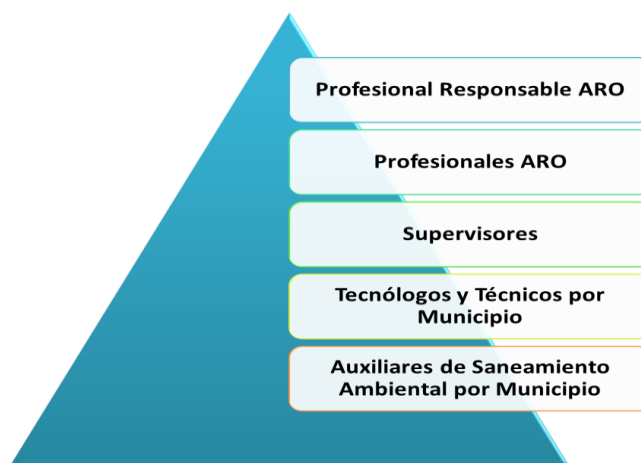 Profesional Responsable ARO
Profesionales ARO
Supervisores
Tecnólogos y Técnicos por
Municipio
Auxiliares de Saneamiento
Ambiental por Municipio